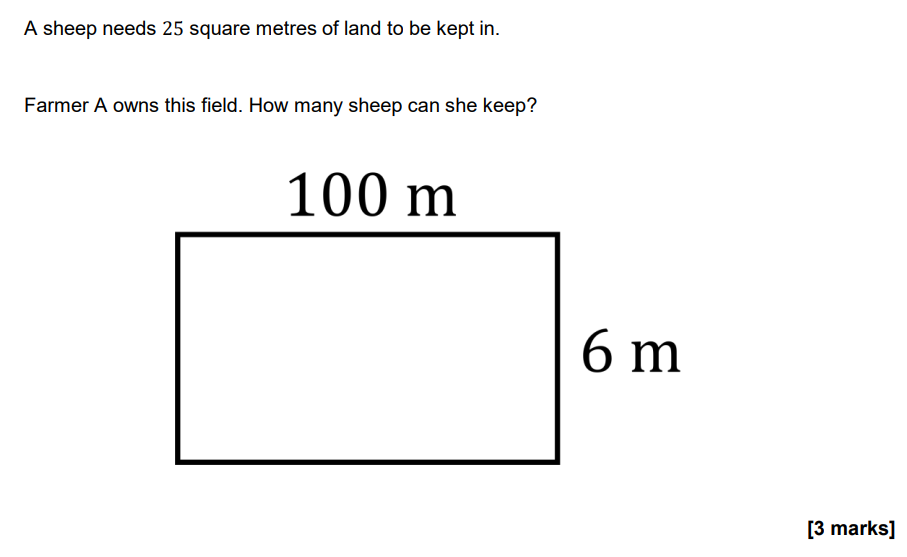 A sheep needs 25 square metres of land to be kept in.
Farmer A owns this field. How many sheep can she keep?
100 m
6 m
[3 marks]